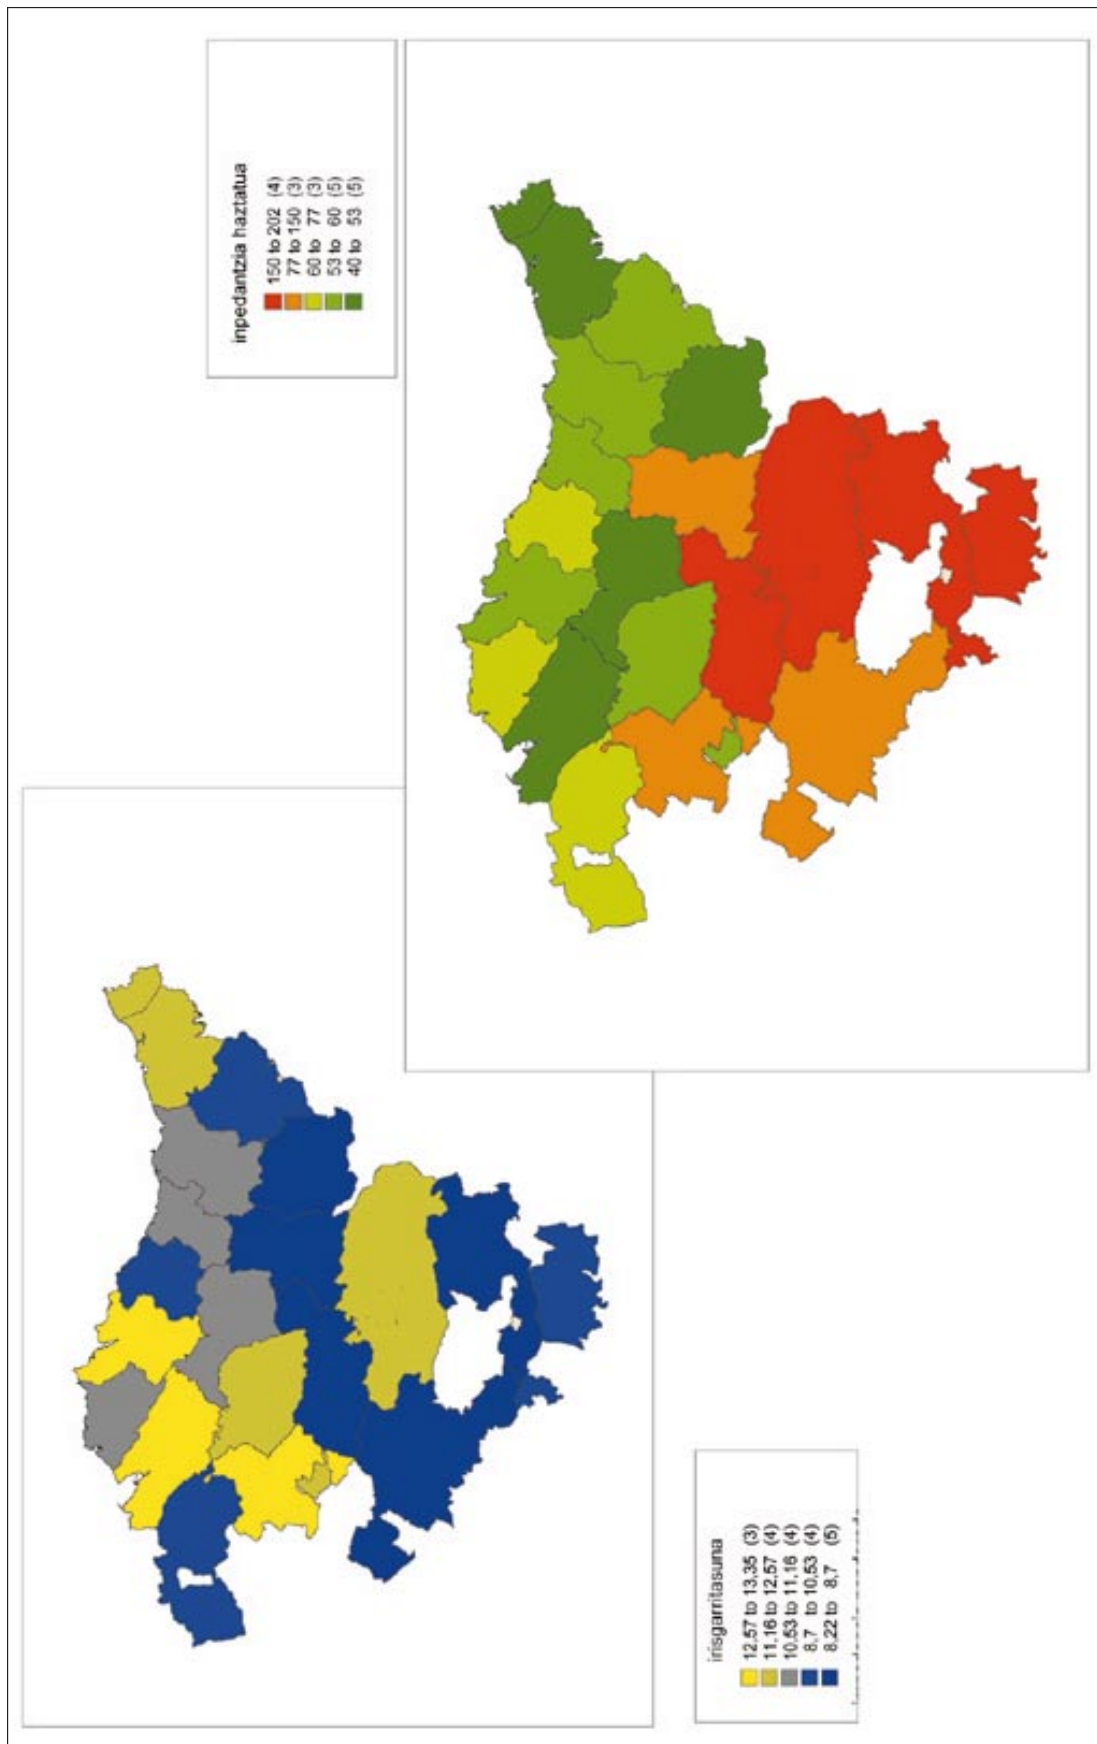 inpedantzia haztatua
150 to 202 (4)
77 to 150 (3)
60 to 77 (3)
53 to 60 (5)
40 to 53 (5)
irisgarritasuna
12,57 to 13,35 (3)
11,16 to 12,57 (4)
10,53 to 11,16 (4)
8,7 to 10,53 (4)
8,22 to 8,7 (5)